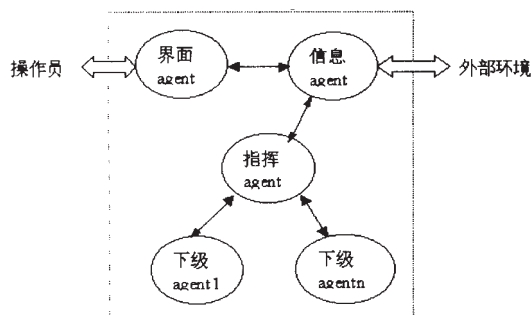 操作员
界面
agent
信息
agent
外部环境
指挥
agent
下级
agent1
下级
agentn